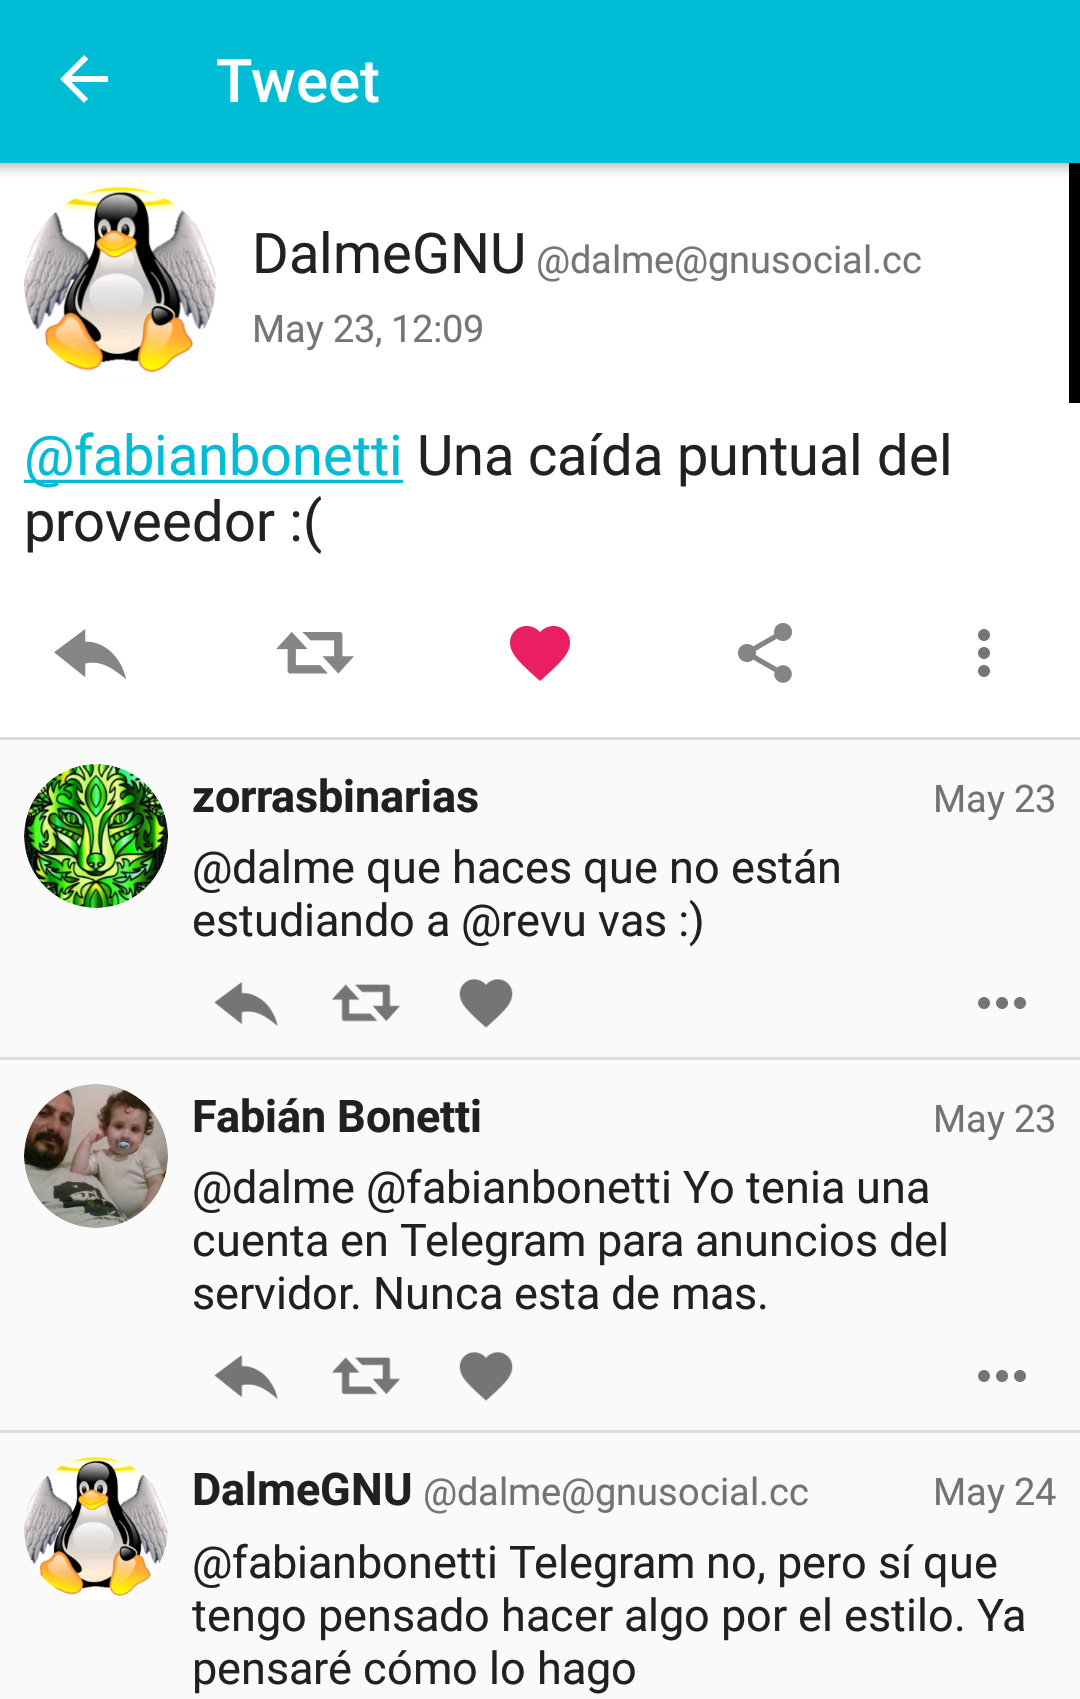 Tweet
DalmeGNU @dalme@gnusocial.cc
May 23, 12:09
@fabianbonetti Una caída puntual del
proveedor :(
zorrasbinarias May 23
@dalme que haces que no están
estudiando a @revu vas :)
Fabián Bonetti May 23
@dalme @fabianbonetti Yo tenia una
cuenta en Telegram para anuncios del
servidor. Nunca esta de mas.
DalmeGNU @dalme@gnusocial.cc May 24
@fabianbonetti Telegram no, pero sí que
tengo pensado hacer algo por el estilo. Ya
pensaré cómo lo hago